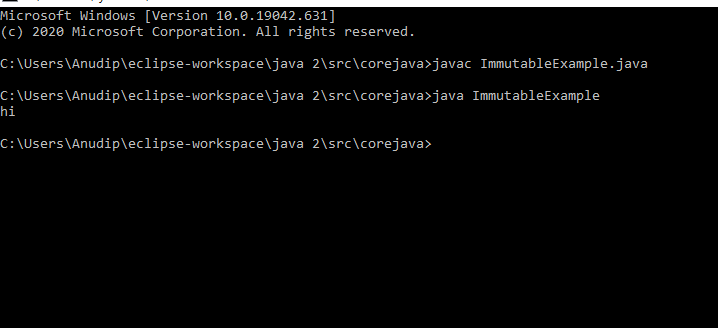 Microsoft Windows [Version 10.0.19042.631]
(c) 2020 Microsoft Corporation. All rights reserved.
C:\Users\Anudip\eclipse-workspace\java 2\src\corejava>javac ImmutableExample.java
C:\Users\Anudip\eclipse-workspace\java 2\src\corejava>java ImmutableExample
hi
C:\Users\Anudip\eclipse-workspace\java 2\src\corejava>